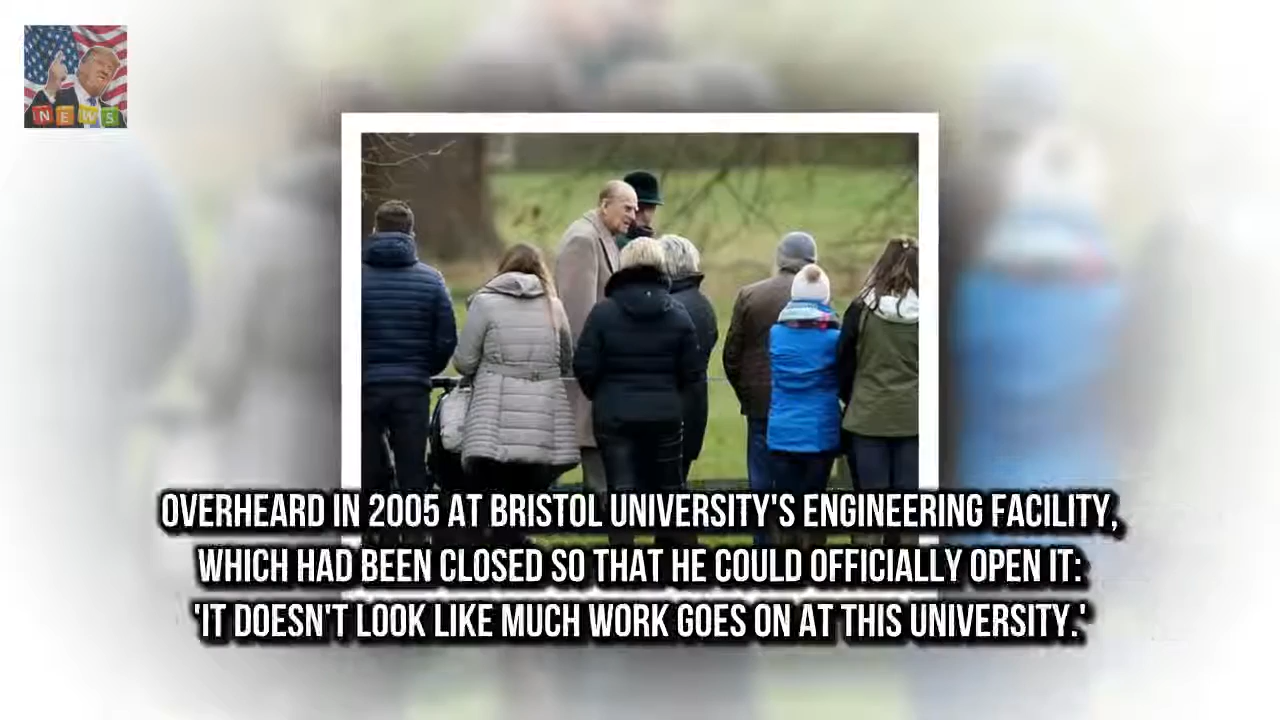 NEWS
OVERHEARD IN 2005 AT BRISTOL UNIVERSITY'S ENGINEERING FACILITY,
WHICH HAD BEEN CLOSED SO THAT HE COULD OFFICIALLY OPEN IT:
'IT DOESN'T LOOK LIKE MUCH WORK GOES ON AT THIS UNIVERSITY.'